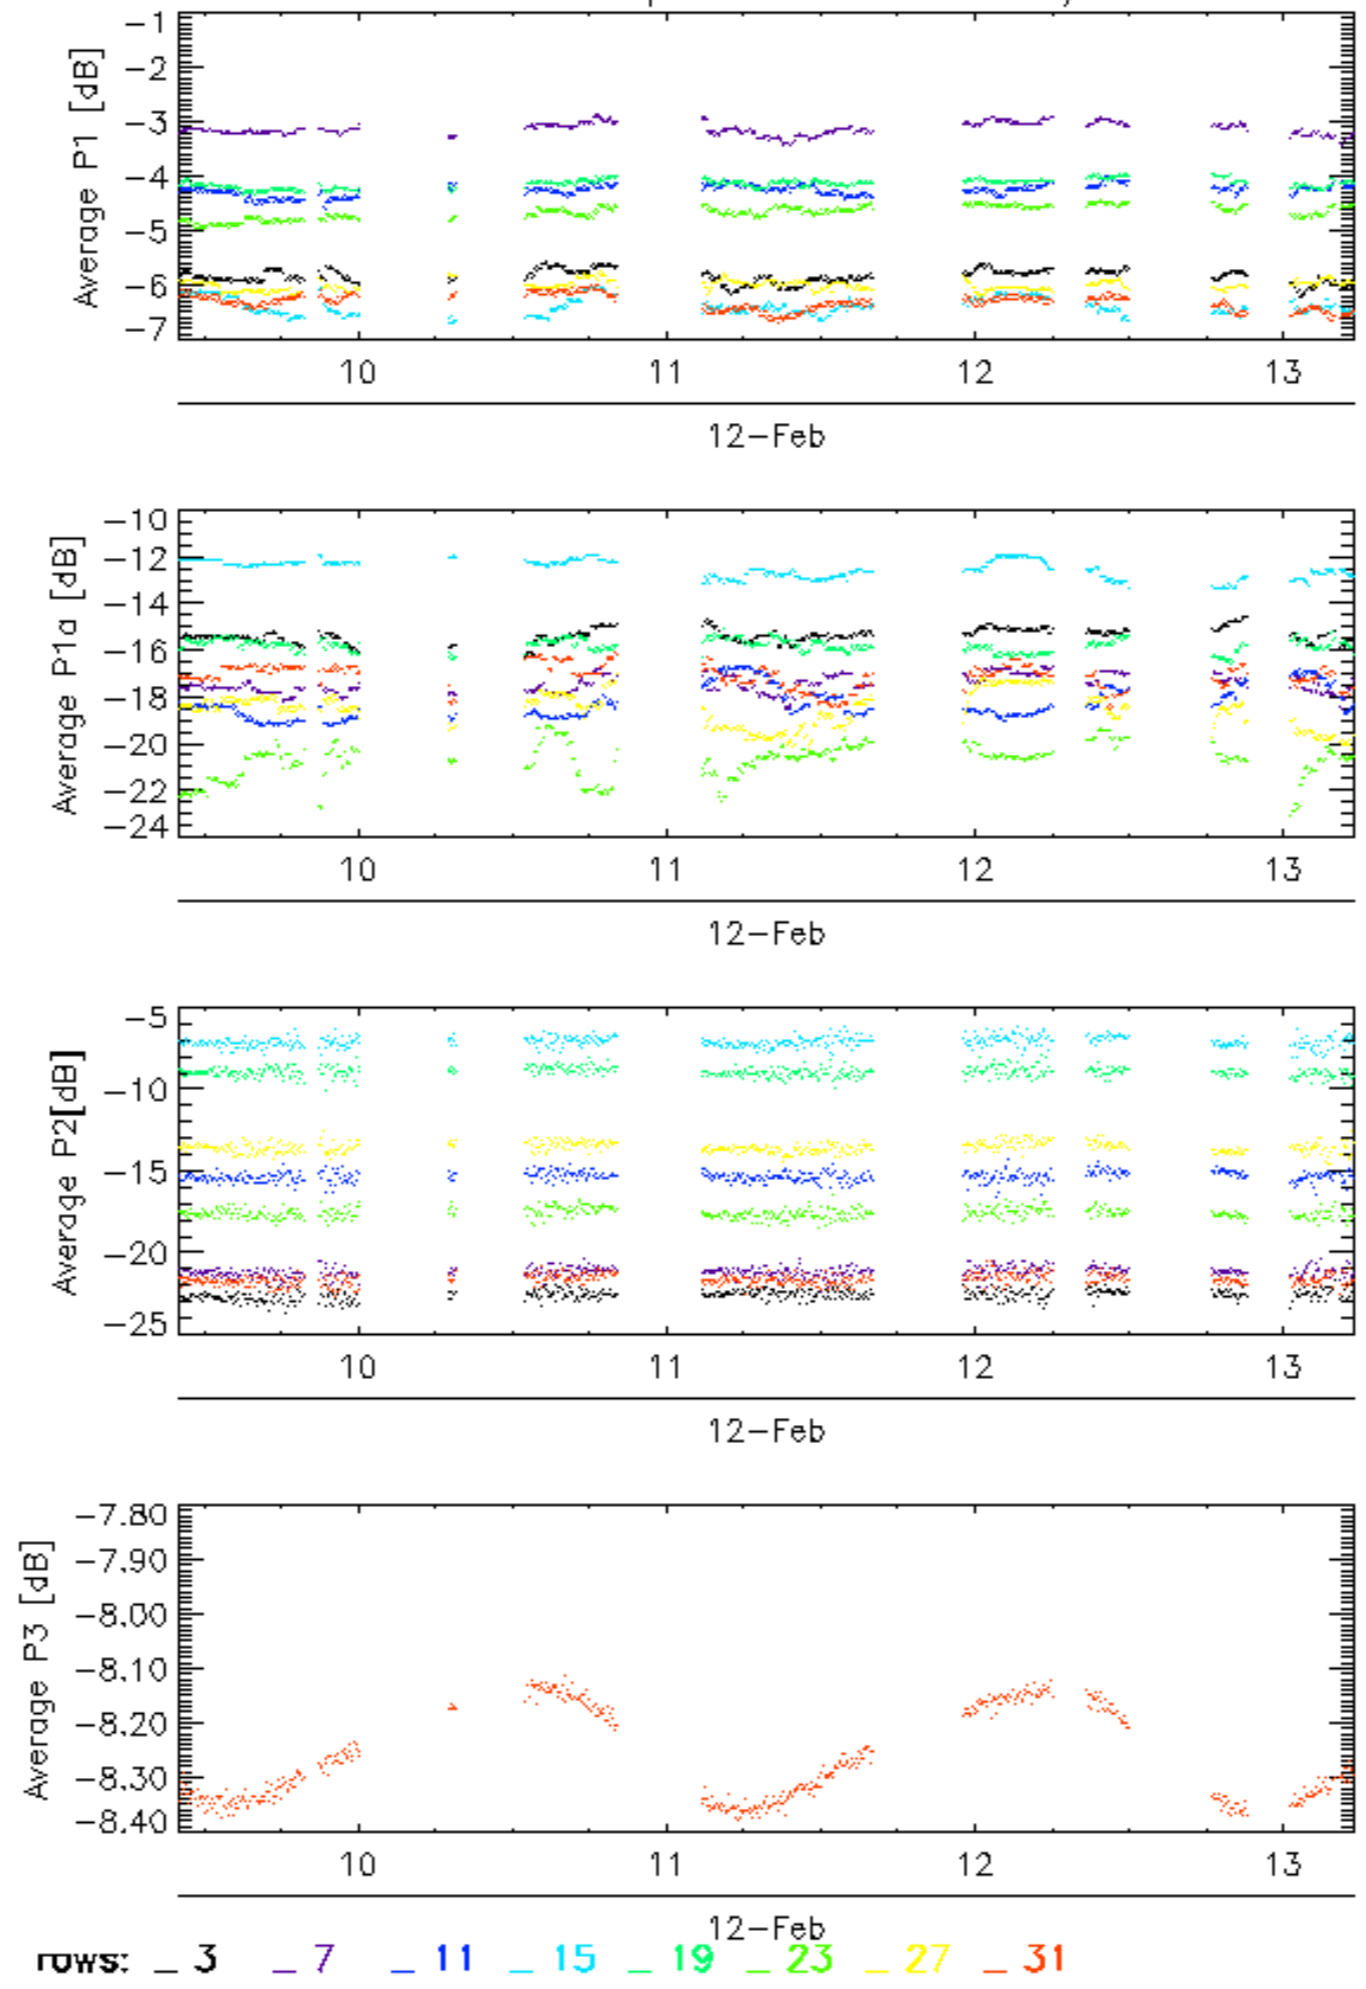 Average P1 [dB]
-1
-2
-3
-4
-5
-6
-7
10 11 12 13
12-Feb
Average P1a [dB]
-10
-12
-14
-16
-18
-20
-22
-24
10 11 12 13
12-Feb
Average P2[dB]
-5
-10
-15
-20
-25
10 11 12 13
12-Feb
Average P3 [dB]
-7.80
-7.90
-8.00
-8.10
-8.20
-8.30
-8.40
10 11 12 13
12-Feb
rows: _ 3 _ 7 _ 11 _ 15 _ 19 _ 23 _ 27 _ 31